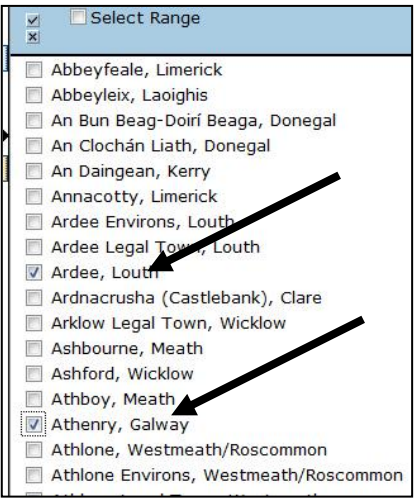 Select Range
Abbeyfeale, Limerick
Abbeyleix, Laoighis
An Bun Beag-Doirí Beaga, Donegal
An Clochán Liath, Donegal
An Daingean, Kerry
Annacotty, Limerick
Ardee Environs, Louth
Ardee Legal Town, Louth
Ardee, Louth
Ardnacrusha (Castlebank), Clare
Arklow Legal Town, Wicklow
Ashbourne, Meath
Ashford, Wicklow
Athboy, Meath
Athenry, Galway
Athlone, Westmeath/Roscommon
Athlone Environs, Westmeath/Roscommon